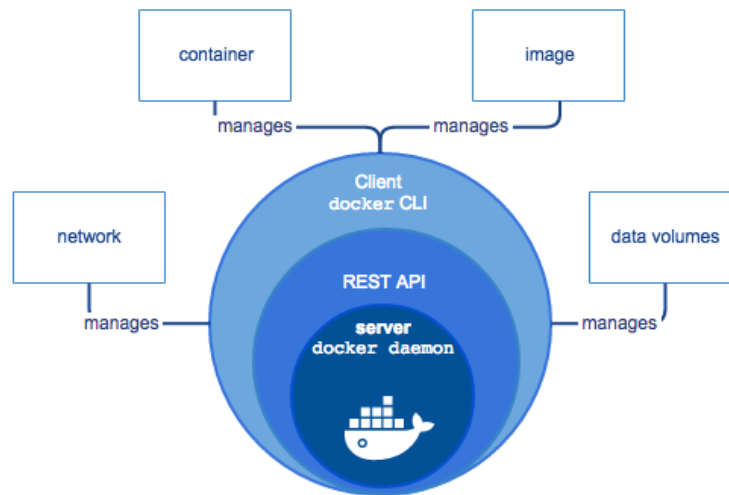 container
image
manages
manages
Client
docker CLI
network
data volumes
REST API
manages
server
manages
docker daemon